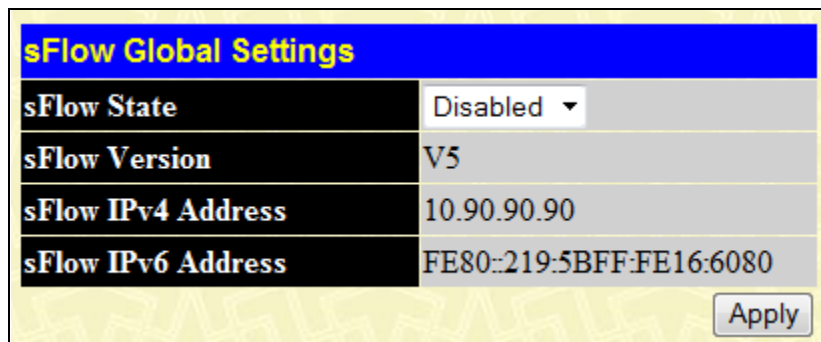 sFlow Global Settings
sFlow State Disabled
sFlow Version V5
sFlow IPv4 Address 10.90.90.90
sFlow IPv6 Address FE80::219:5BFF:FE16:6080
Apply